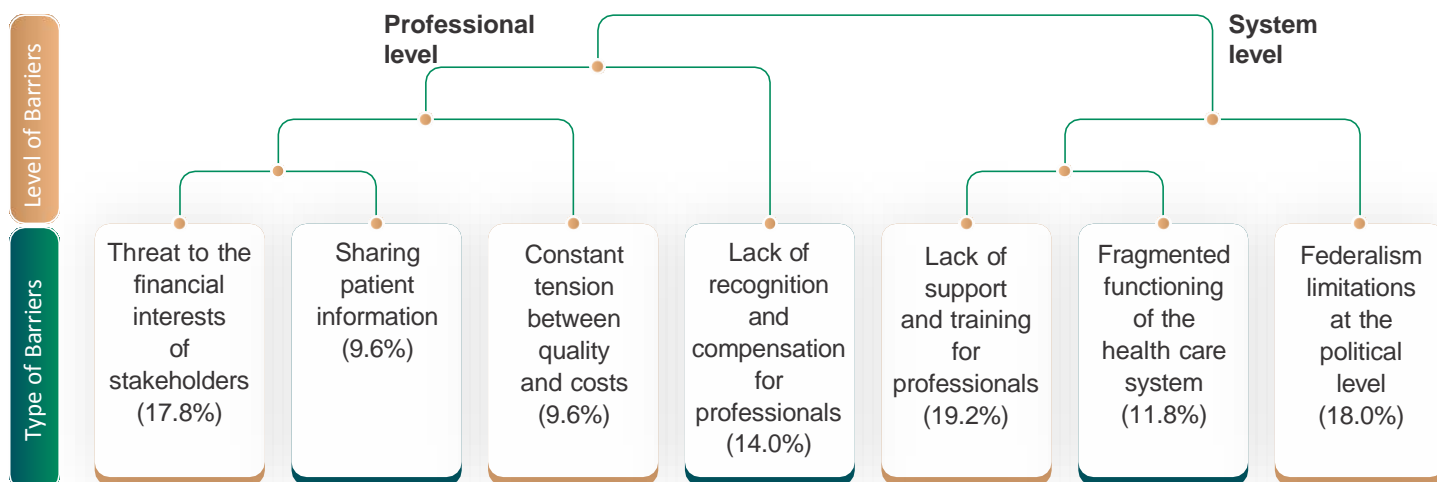 Level of Barriers
Professional
level
System
level
Type of Barriers
Threat to the
financial
interests
of
stakeholders
(17.8%)
Sharing
patient
information
(9.6%)
Constant
tension
between
quality
and costs
(9.6%)
Lack of
recognition
and
compensation
for
professionals
(14.0%)
Lack of
support
and training
for
professionals
(19.2%)
Fragmented
functioning
of the
health care
system
(11.8%)
Federalism
limitations
at the
political
level
(18.0%)